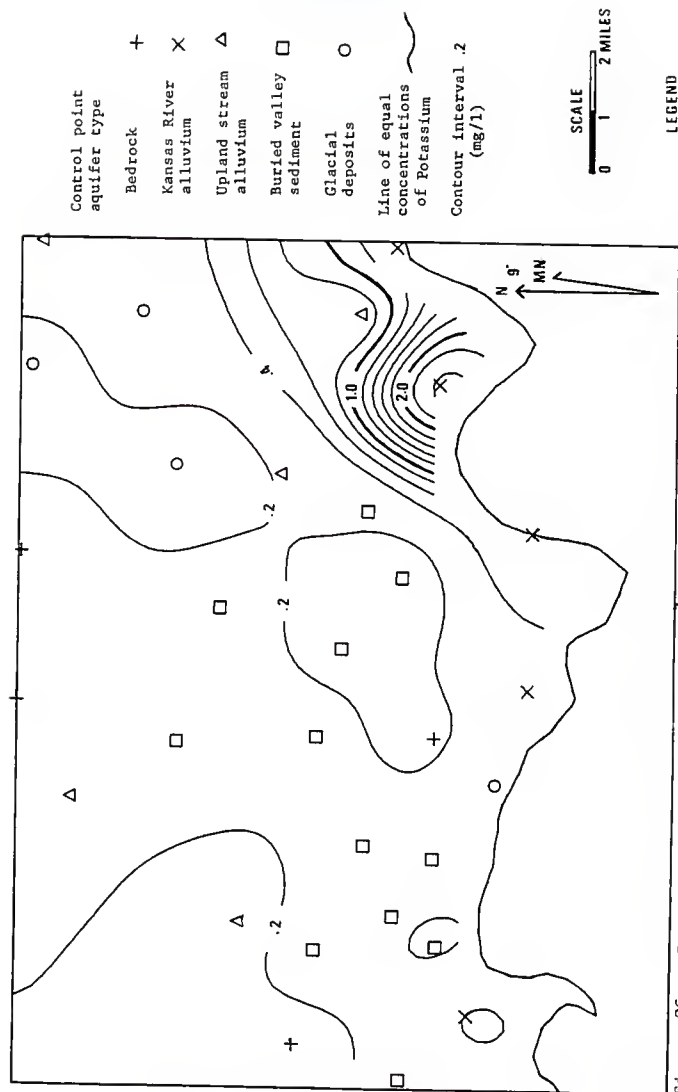 Control point
aquifer type
Bedrock
Kansas River
alluvium
Upland stream
alluvium
Buried valley
sediment
Glacial
deposits
Line of equal
concentrations
of Potassium
Contour interval .2
(mg/l)
SCALE
0 1 2 MILES
LEGEND
N 9°
M.N
.4
1.0
2.0
.2
.2
.2